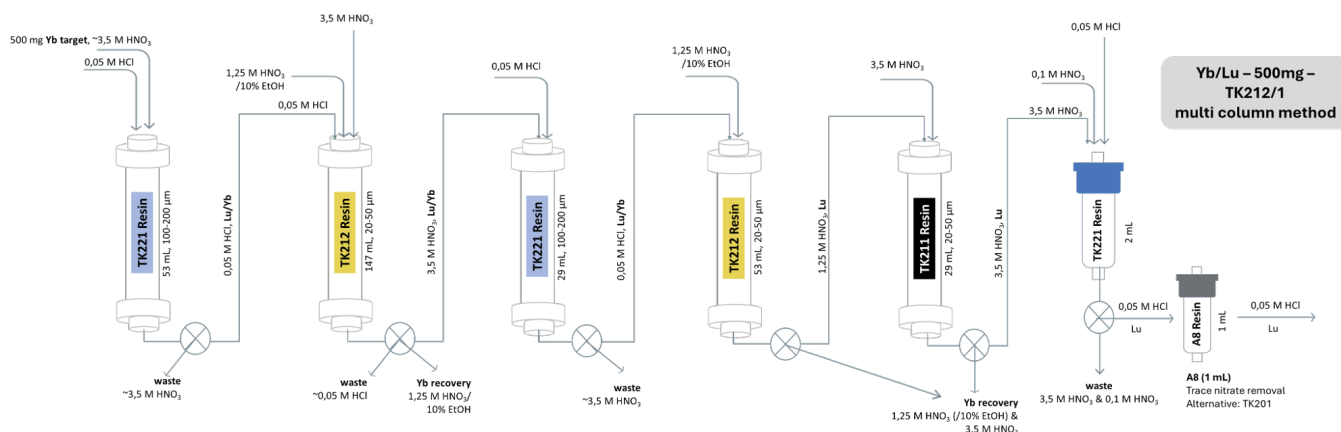 3,5 M HNO₃
500 mg Yb target, ~3,5 M HNO₃
0,05 M HCl
1,25 M HNO₃
/10% EtOH
0,05 M HCl
0,05 M HCl
1,25 M HNO₃
/10% EtOH
3,5 M HNO₃
0,05 M HCl
0,1 M HNO₃
3,5 M HNO₃
Yb/Lu – 500mg –
TK212/1
multi column method
TK221 Resin
53 mL, 100-200 µm
0,05 M HCl, Lu/Yb
TK212 Resin
147 mL, 20-50 µm
3,5 M HNO₃, Lu/Yb
TK221 Resin
29 mL, 100-200 µm
0,05 M HCl, Lu/Yb
TK212 Resin
53 mL, 20-50 µm
1,25 M HNO₃, Lu
TK211 Resin
29 mL, 20-50 µm
3,5 M HNO₃, Lu
TK221 Resin
2 mL
0,05 M HCl
Lu
A8 Resin
1 mL
0,05 M HCl
Lu
waste
~3,5 M HNO₃
waste
~0,05 M HCl
Yb recovery
1,25 M HNO₃/
10% EtOH
waste
~3,5 M HNO₃
Yb recovery
1,25 M HNO₃ (/10% EtOH) &
3,5 M HNO₃
waste
3,5 M HNO₃ & 0,1 M HNO₃
A8 (1 mL)
Trace nitrate removal
Alternative: TK201